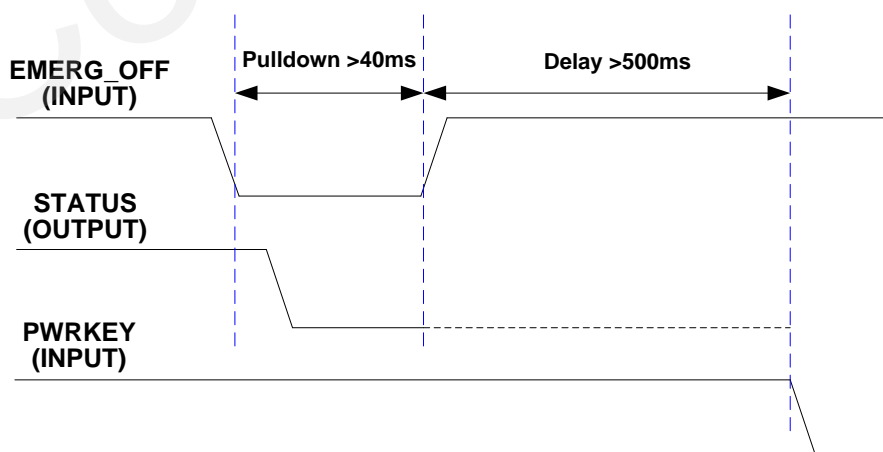 Pulldown >40ms
Delay >500ms
EMERG_OFF
(INPUT)
STATUS
(OUTPUT)
PWRKEY
(INPUT)